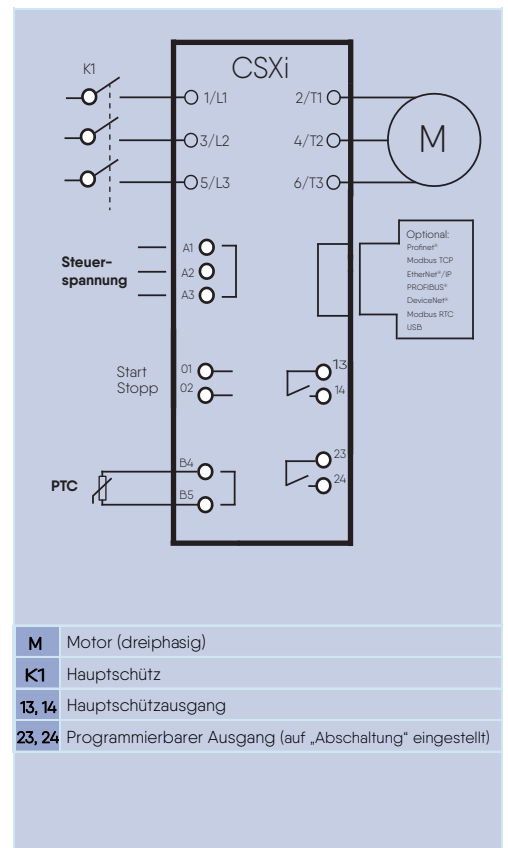 CSXi
K1
1/L1
2/T1
3/L2
4/T2
M
5/L3
6/T3
Optional:
Profinet®
Modbus TCP
EtherNet®/IP
PROFIBUS®
DeviceNet®
Modbus RTC
USB
Steuer-
spannung
A1
A2
A3
Start
Stopp
01
02
13
14
PTC
B4
B5
23
24
M Motor (dreiphasig)
K1 Hauptschütz
13, 14 Hauptschützausgang
23, 24 Programmierbarer Ausgang (auf „Abschaltung“ eingestellt)